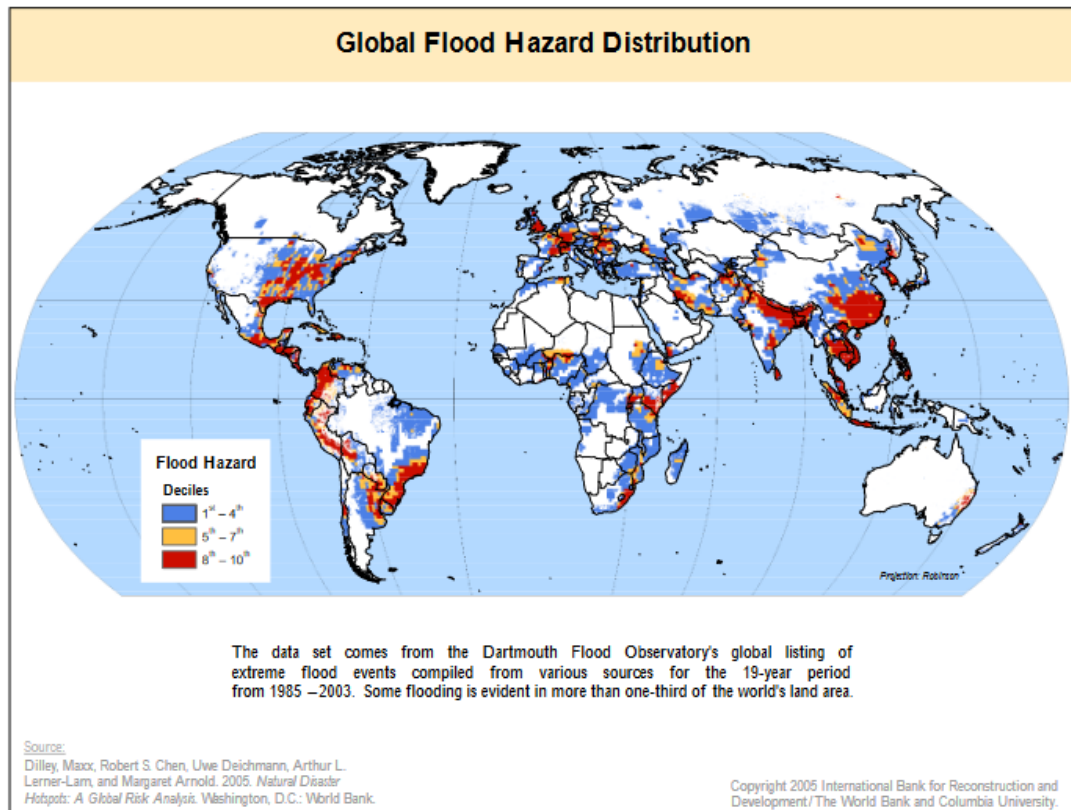 Global Flood Hazard Distribution
Flood Hazard
Deciles
1st – 4th
5th – 7th
8th – 10th
Projection: Robinson
The data set comes from the Dartmouth Flood Observatory's global listing of
extreme flood events compiled from various sources for the 19-year period
from 1985 –2003. Some flooding is evident in more than one-third of the world's land area.
Source:
Dilley, Maxx, Robert S. Chen, Uwe Deichmann, Arthur L.
Lerner-Lam, and Margaret Arnold. 2005. Natural Disaster
Hotspots: A Global Risk Analysis. Washington, D.C.: World Bank.
Copyright 2005 International Bank for Reconstruction and
Development/The World Bank and Columbia University.